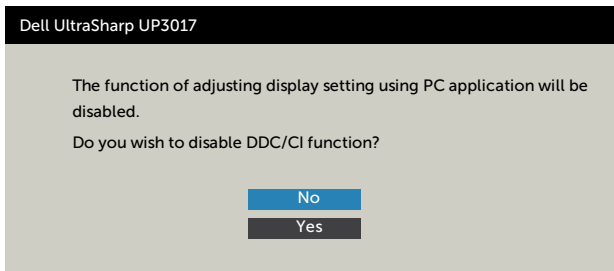 Dell UltraSharp UP3017
The function of adjusting display setting using PC application will be
disabled.
Do you wish to disable DDC/CI function?
No
Yes